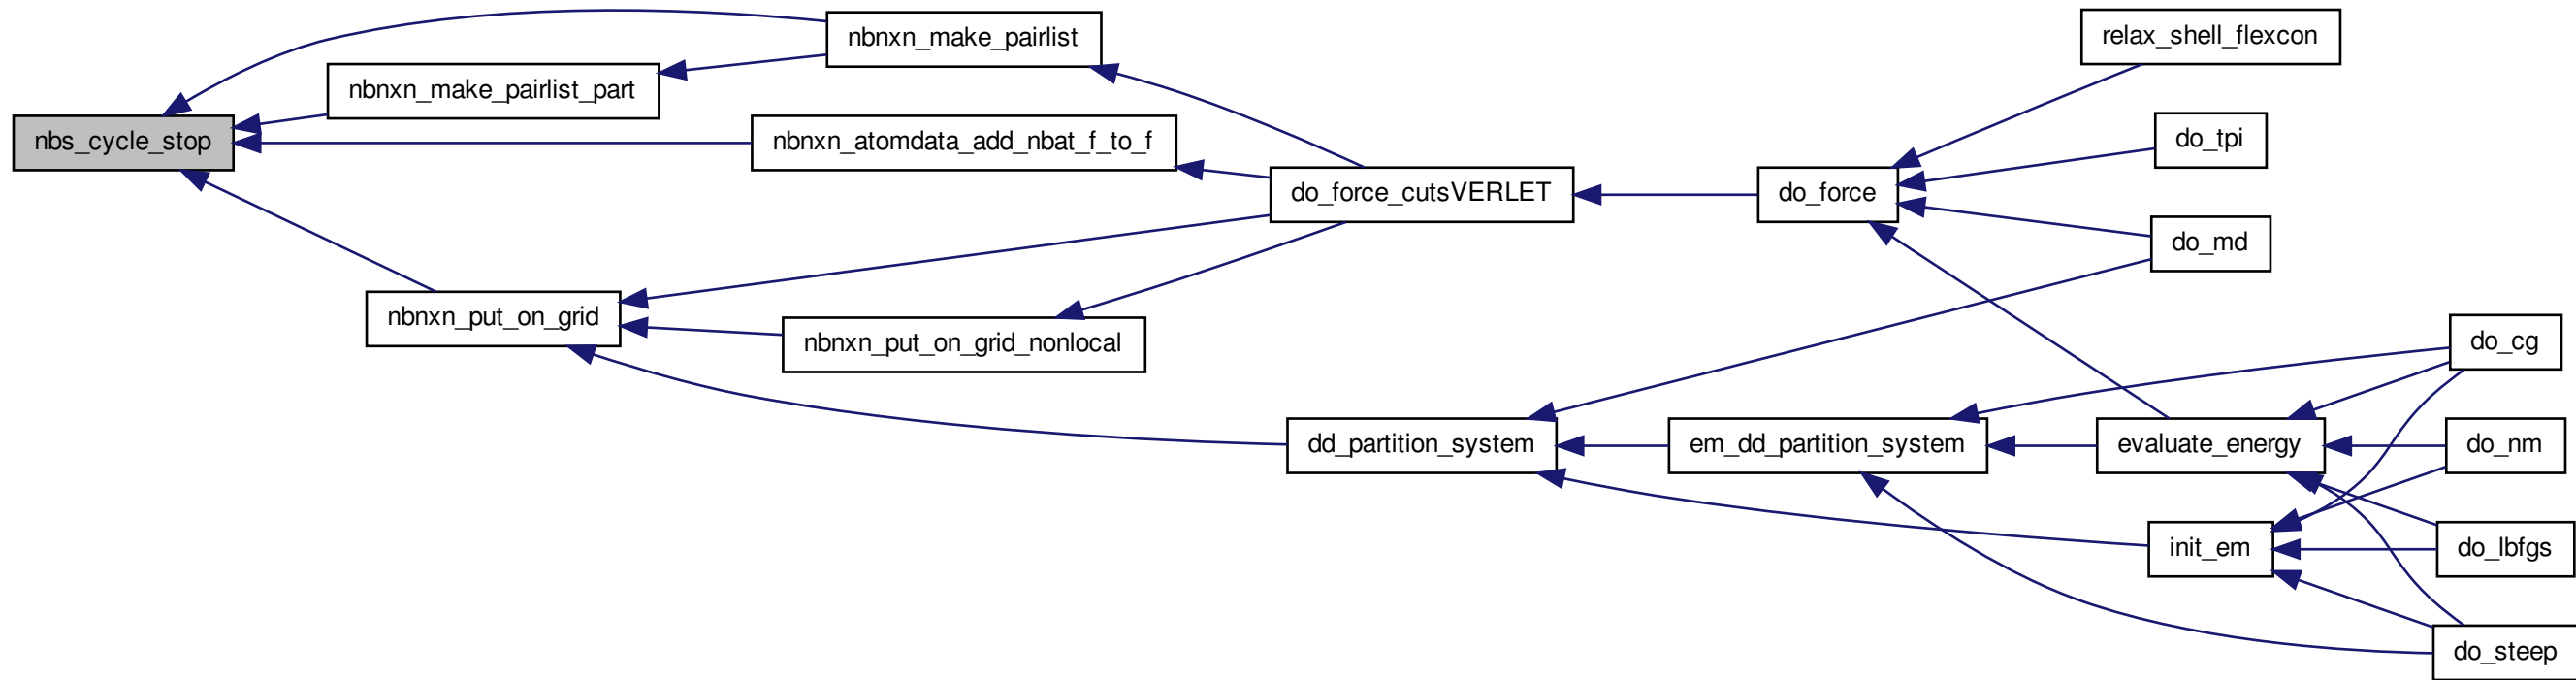 nbs_cycle_stop
nbnxn_make_pairlist
nbnxn_make_pairlist_part
nbnxn_atomdata_add_nbat_f_to_f
nbnxn_put_on_grid
nbnxn_put_on_grid_nonlocal
do_force_cutsVERLET
do_force
relax_shell_flexcon
do_tpi
do_md
dd_partition_system
em_dd_partition_system
evaluate_energy
init_em
do_cg
do_nm
do_lbfgs
do_steep